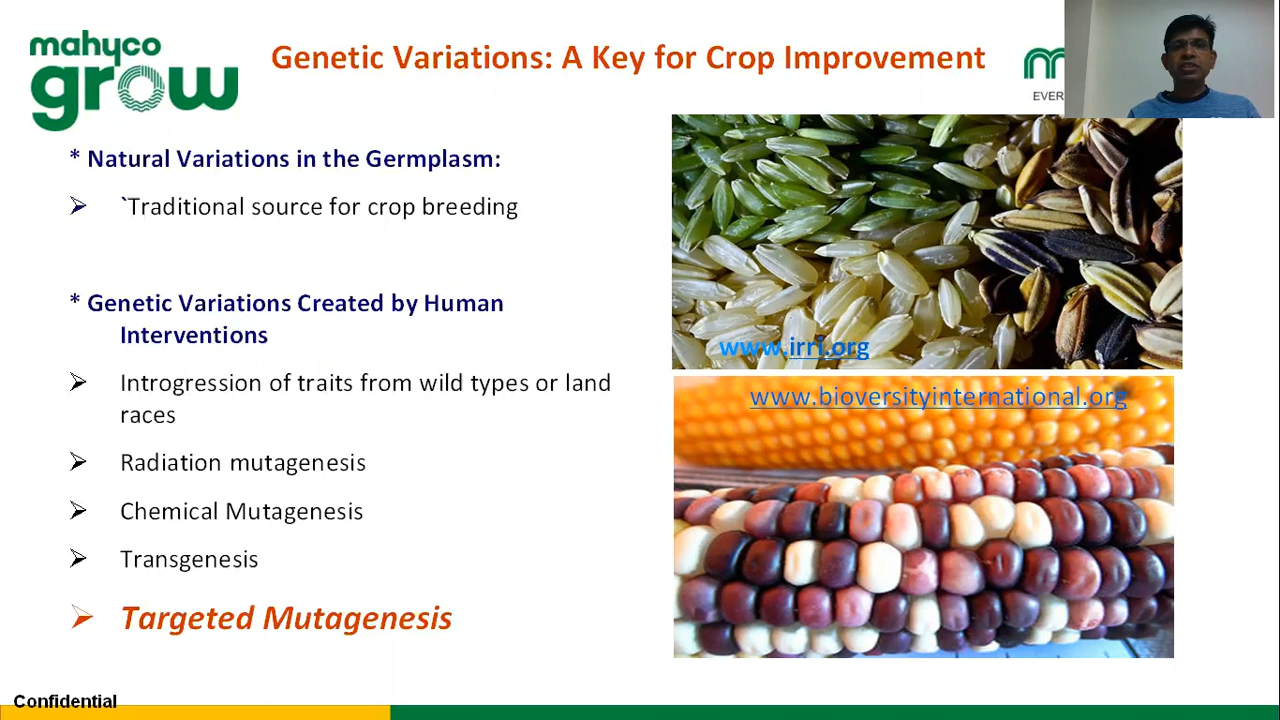 mahyco
grow
Genetic Variations: A Key for Crop Improvement
EVER
* Natural Variations in the Germplasm:
`Traditional source for crop breeding
* Genetic Variations Created by Human
Interventions
Introgression of traits from wild types or land
races
Radiation mutagenesis
Chemical Mutagenesis
Transgenesis
Targeted Mutagenesis
www.irri.org
www.bioversityinternational.org
Confidential